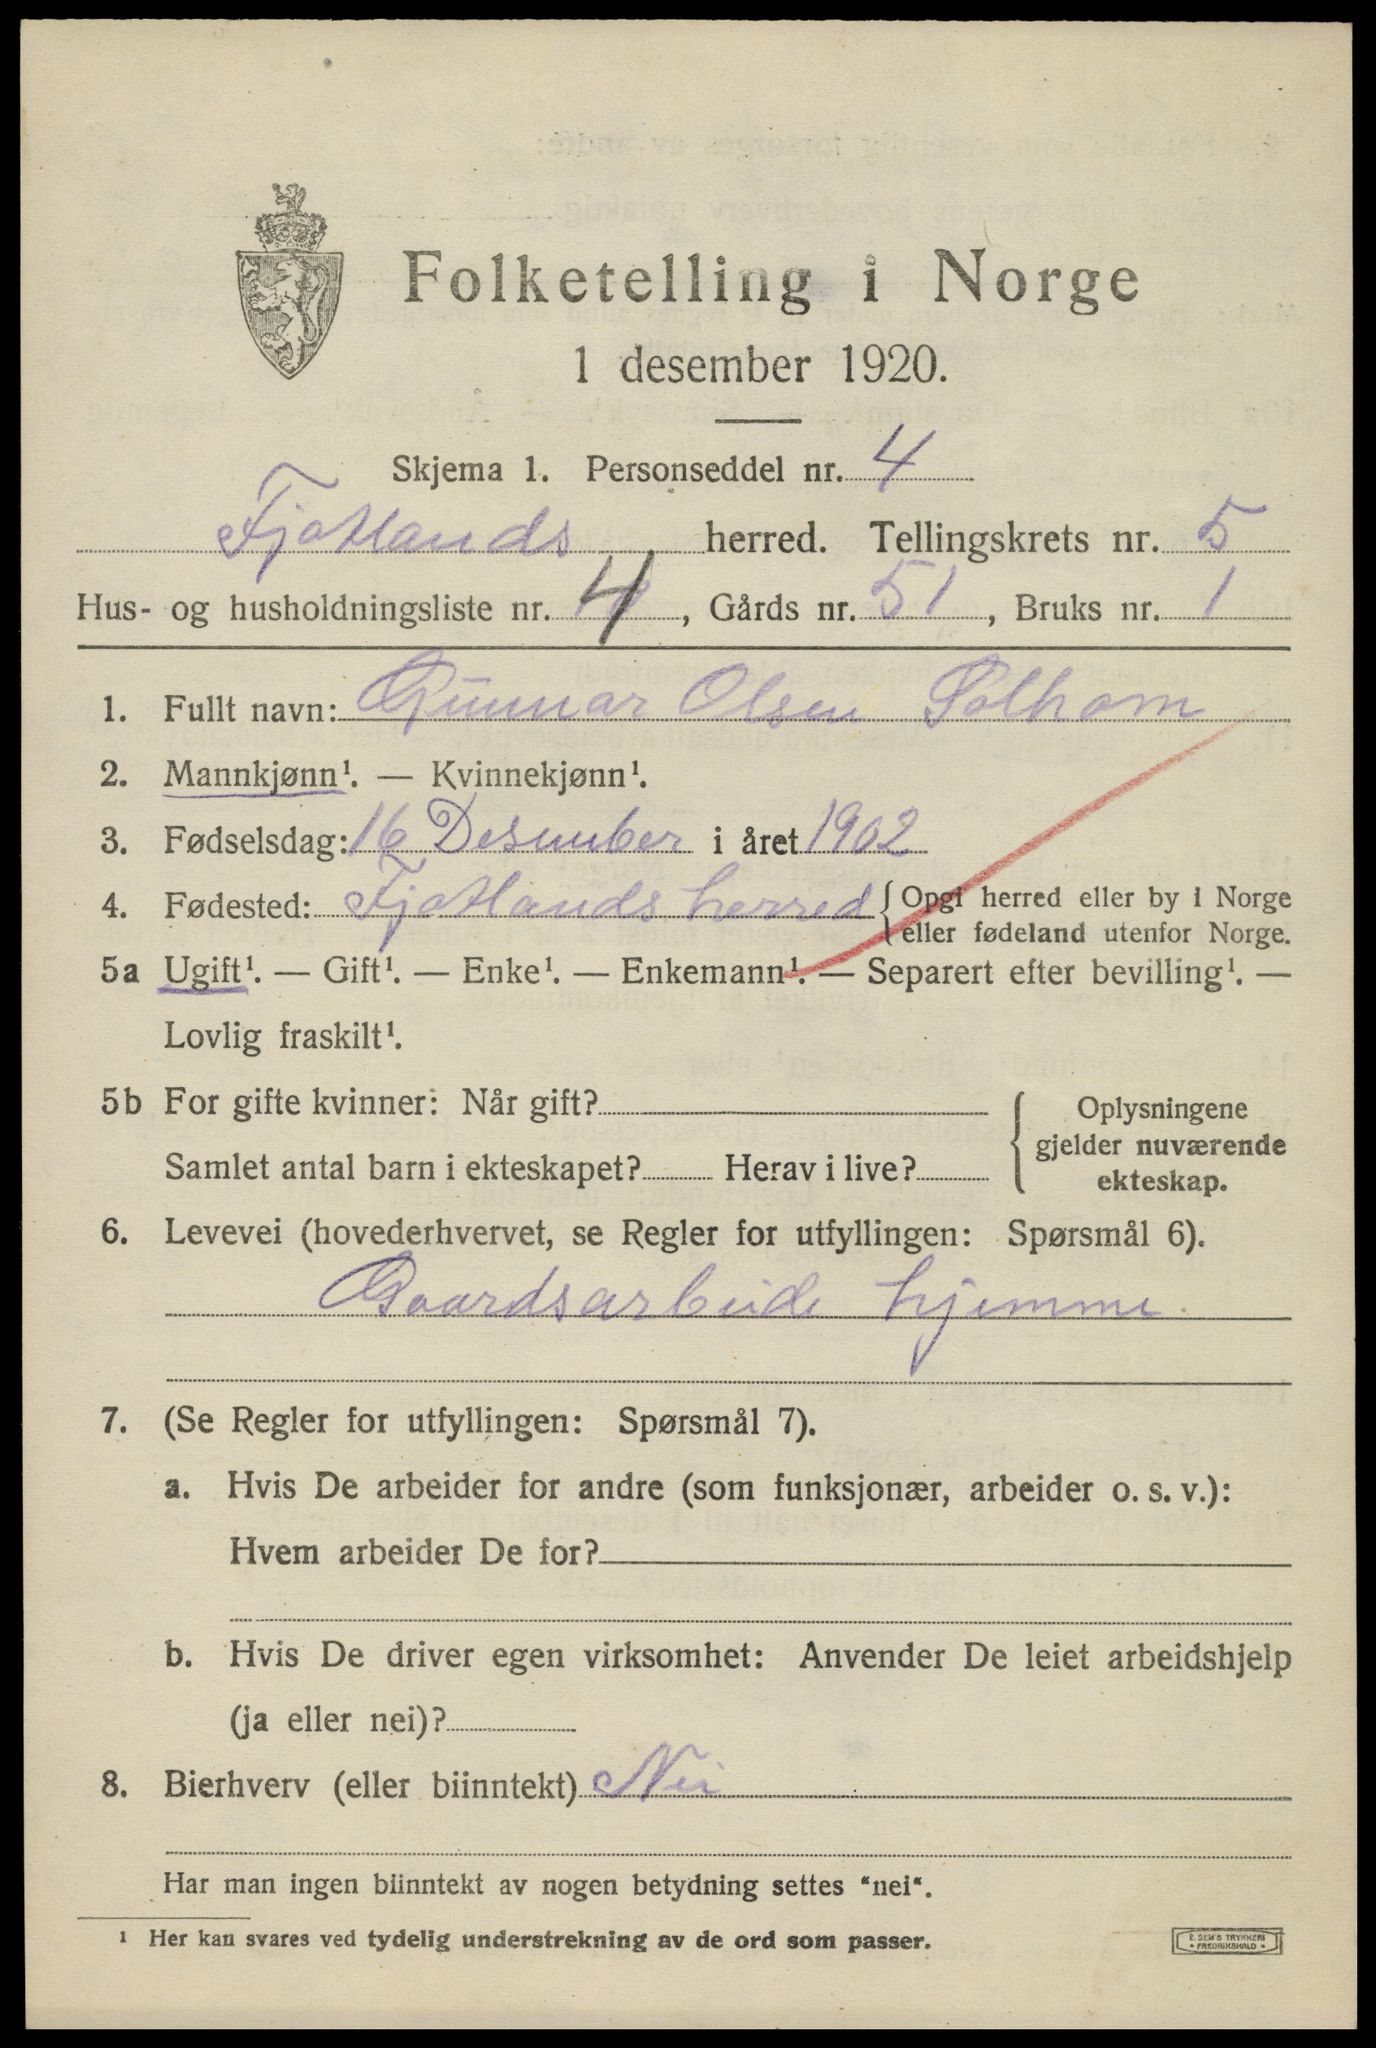 Folketelling i Norge
1 desember 1920.
Skjema 1. Personseddel nr. 4
Fjotlands herred. Tellingskrets nr. 5
Hus- og husholdningsliste nr. 4, Gårds nr. 51, Bruks nr. 1
1. Fullt navn: Gunnar Olsen Solhom
2. Mannkjønn¹. — Kvinnekjønn¹.
3. Fødselsdag: 16 Desember i året 1902
4. Fødested: Fjotlands herred { Opgi herred eller by i Norge
eller fødeland utenfor Norge.
5a Ugift¹. — Gift¹. — Enke¹. — Enkemann¹. — Separert efter bevilling¹. —
Lovlig fraskilt¹.
5b For gifte kvinner: Når gift?
Samlet antal barn i ekteskapet? Herav i live?
Oplysningene
gjelder nuværende
ekteskap.
6. Levevei (hovederhvervet, se Regler for utfyllingen: Spørsmål 6).
Gaardsarbeide hjemme
7. (Se Regler for utfyllingen: Spørsmål 7).
a. Hvis De arbeider for andre (som funksjonær, arbeider o. s. v.):
Hvem arbeider De for?
b. Hvis De driver egen virksomhet: Anvender De leiet arbeidshjelp
(ja eller nei)?
8. Bierhverv (eller biinntekt) Nei
Har man ingen biinntekt av nogen betydning settes "nei".
¹ Her kan svares ved tydelig understrekning av de ord som passer.
E. SEM'S TRYKKERI
• FREDRIKSHALD •